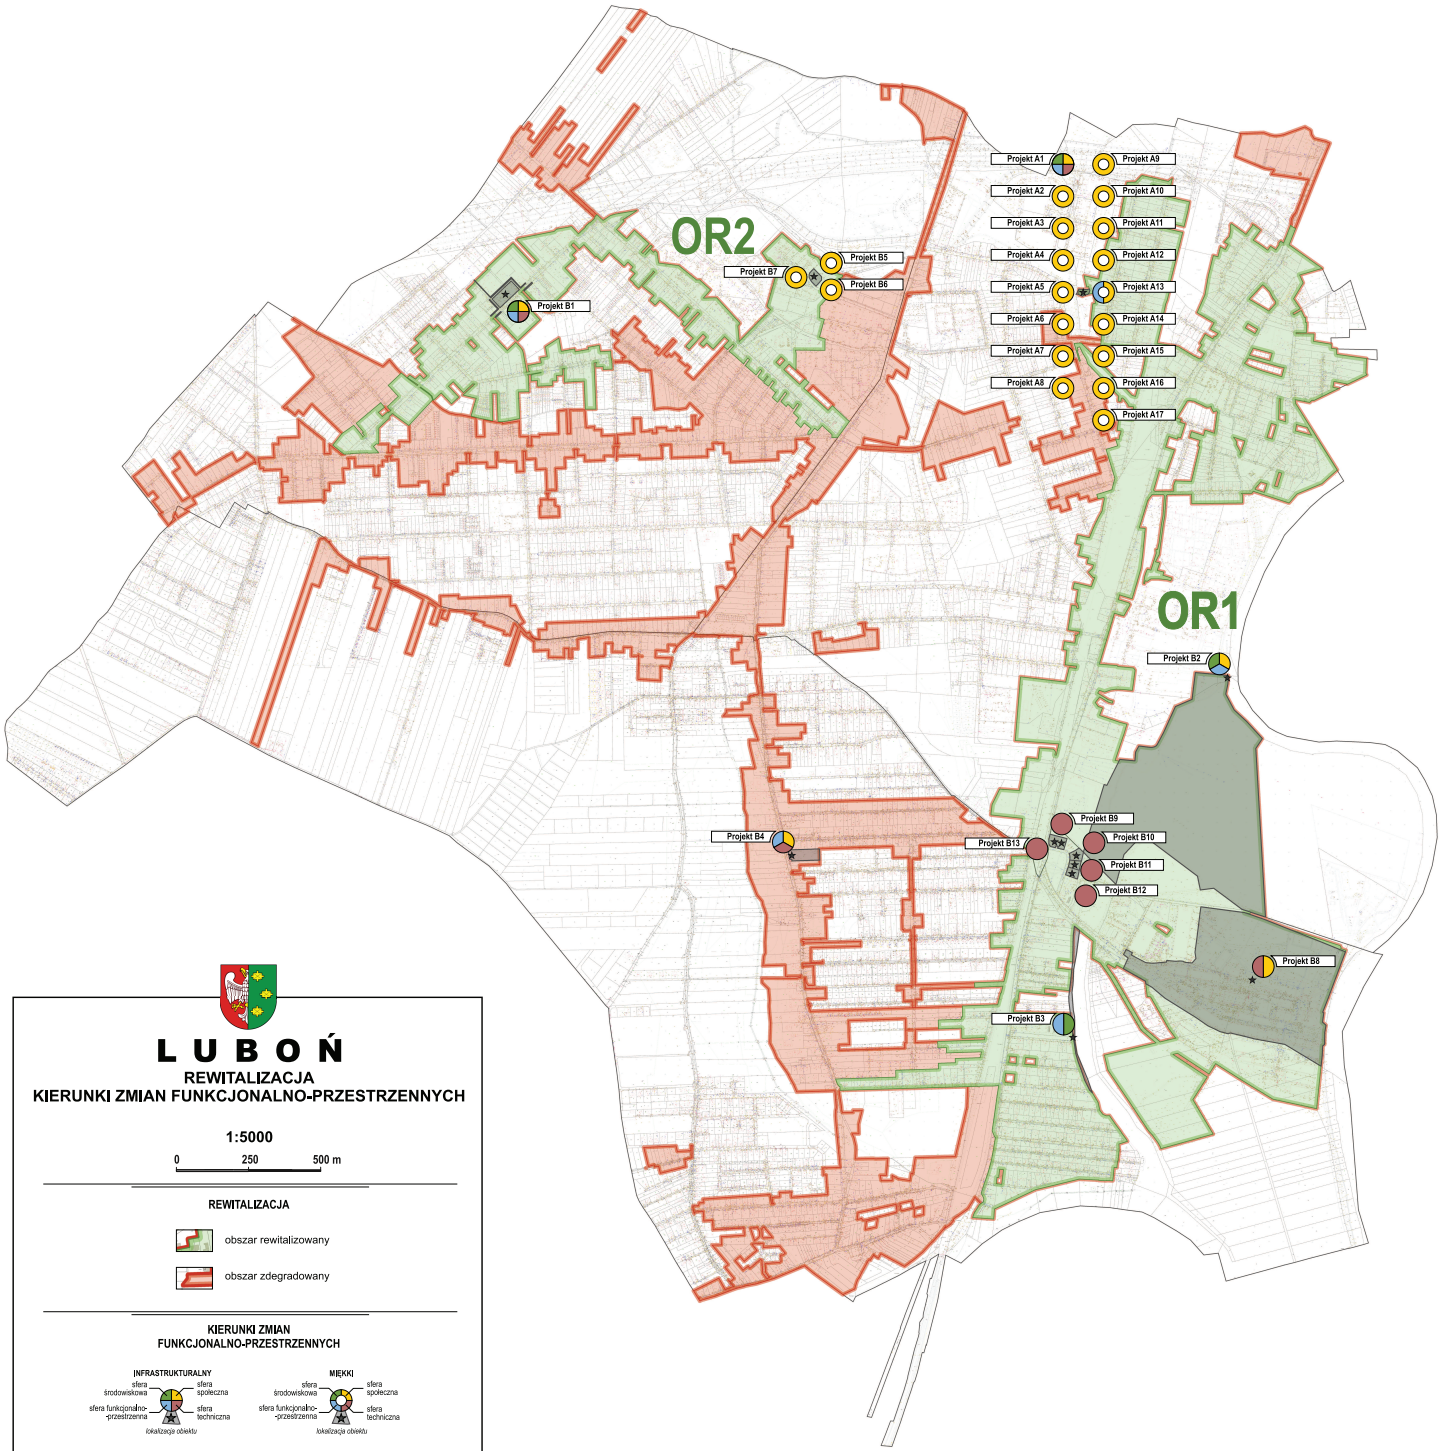 Projekt A1
Projekt A9
Projekt A2
Projekt A10
Projekt A3
Projekt A11
Projekt A4
Projekt A12
Projekt A5
Projekt A13
Projekt A6
Projekt A14
Projekt A7
Projekt A15
Projekt A8
Projekt A16
Projekt A17
OR2
Projekt B5
Projekt B7
Projekt B6
Projekt B1
OR1
Projekt B2
Projekt B9
Projekt B4
Projekt B13
Projekt B10
Projekt B11
Projekt B12
Projekt B8
Projekt B3
LUBOŃ
REWITALIZACJA
KIERUNKI ZMIAN FUNKCJONALNO-PRZESTRZENNYCH
1:5000
0 250 500 m
REWITALIZACJA
obszar rewitalizowany
obszar zdegradowany
KIERUNKI ZMIAN
FUNKCJONALNO-PRZESTRZENNYCH
INFRASTRUKTURALNY
sfera
środowiskowa
sfera
społeczna
sfera funkcjonalno-
-przestrzenna
sfera
techniczna
lokalizacja obiektu
MIĘKKI
sfera
środowiskowa
sfera
społeczna
sfera funkcjonalno-
-przestrzenna
sfera
techniczna
lokalizacja obiektu